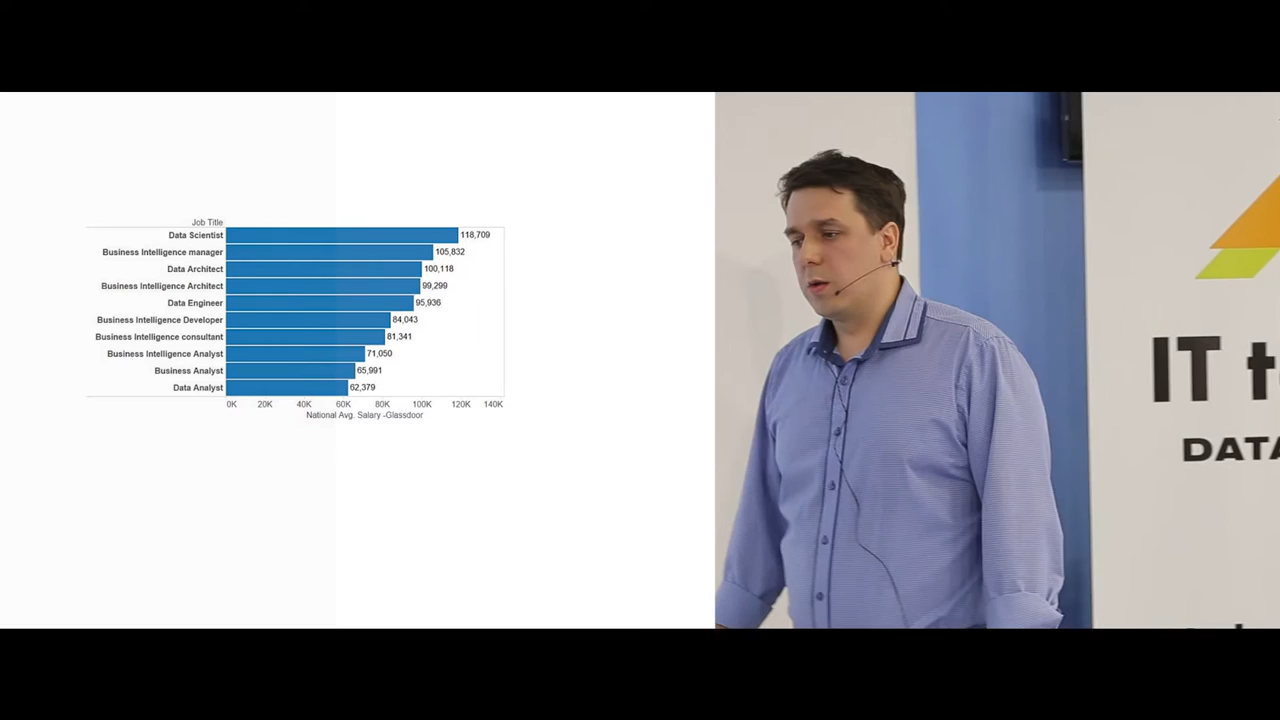 Job Title
Data Scientist 118,709
Business Intelligence manager 105,832
Data Architect 100,118
Business Intelligence Architect 99,299
Data Engineer 95,936
Business Intelligence Developer 84,043
Business Intelligence consultant 81,341
Business Intelligence Analyst 71,050
Business Analyst 65,991
Data Analyst 62,379
0K 20K 40K 60K 80K 100K 120K 140K
National Avg. Salary -Glassdoor
IT t
DATA